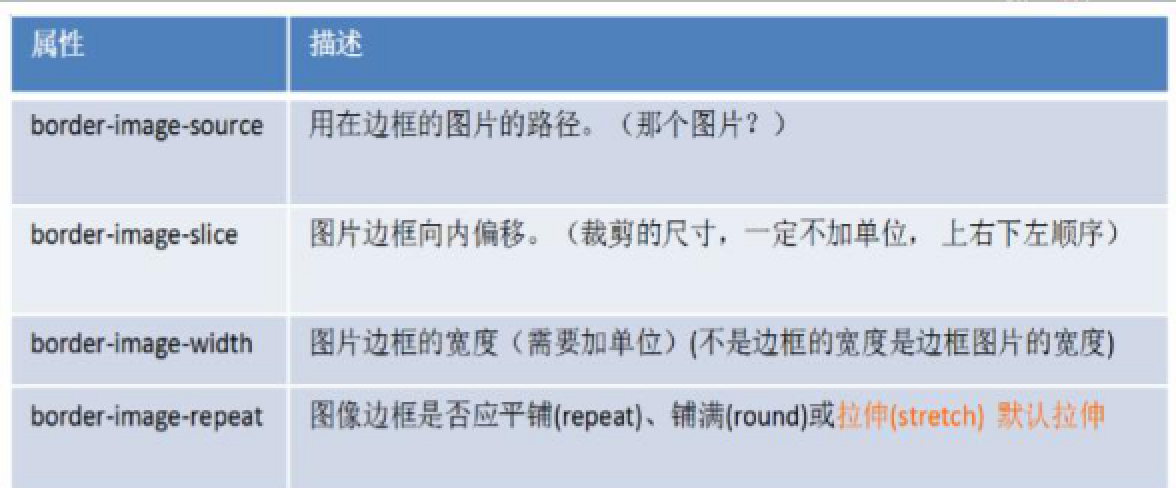 属性 描述
border-image-source 用在边框的图片的路径。（那个图片？）
border-image-slice 图片边框向内偏移。（裁剪的尺寸，一定不加单位， 上右下左顺序）
border-image-width 图片边框的宽度（需要加单位）(不是边框的宽度是边框图片的宽度)
border-image-repeat 图像边框是否应平铺(repeat)、铺满(round)或拉伸(stretch) 默认拉伸